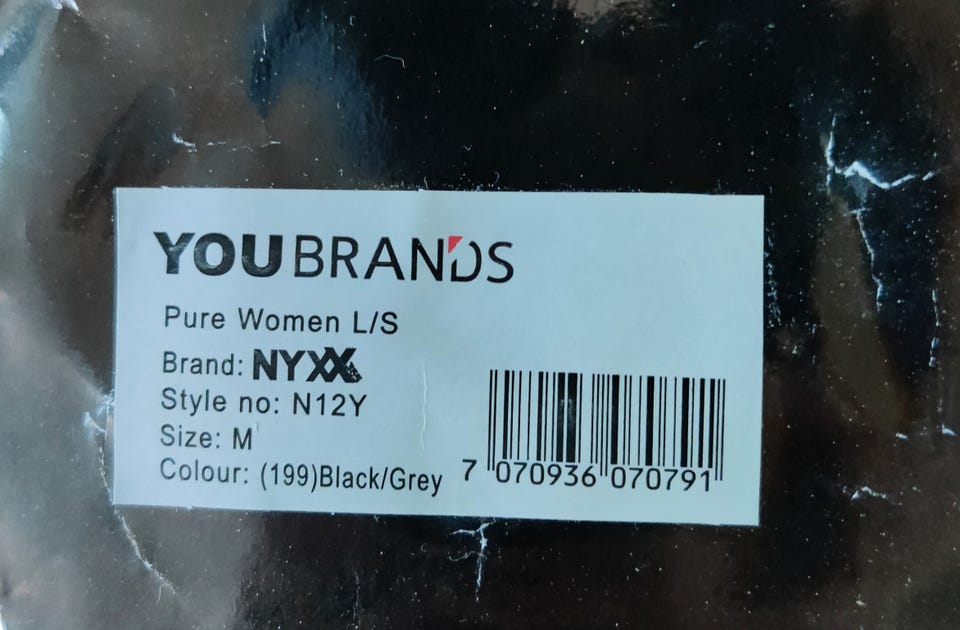 YOUBRANDS
Pure Women L/S
Brand: NYXX
Style no: N12Y
Size: M
Colour: (199)Black/Grey
7 070936 070791